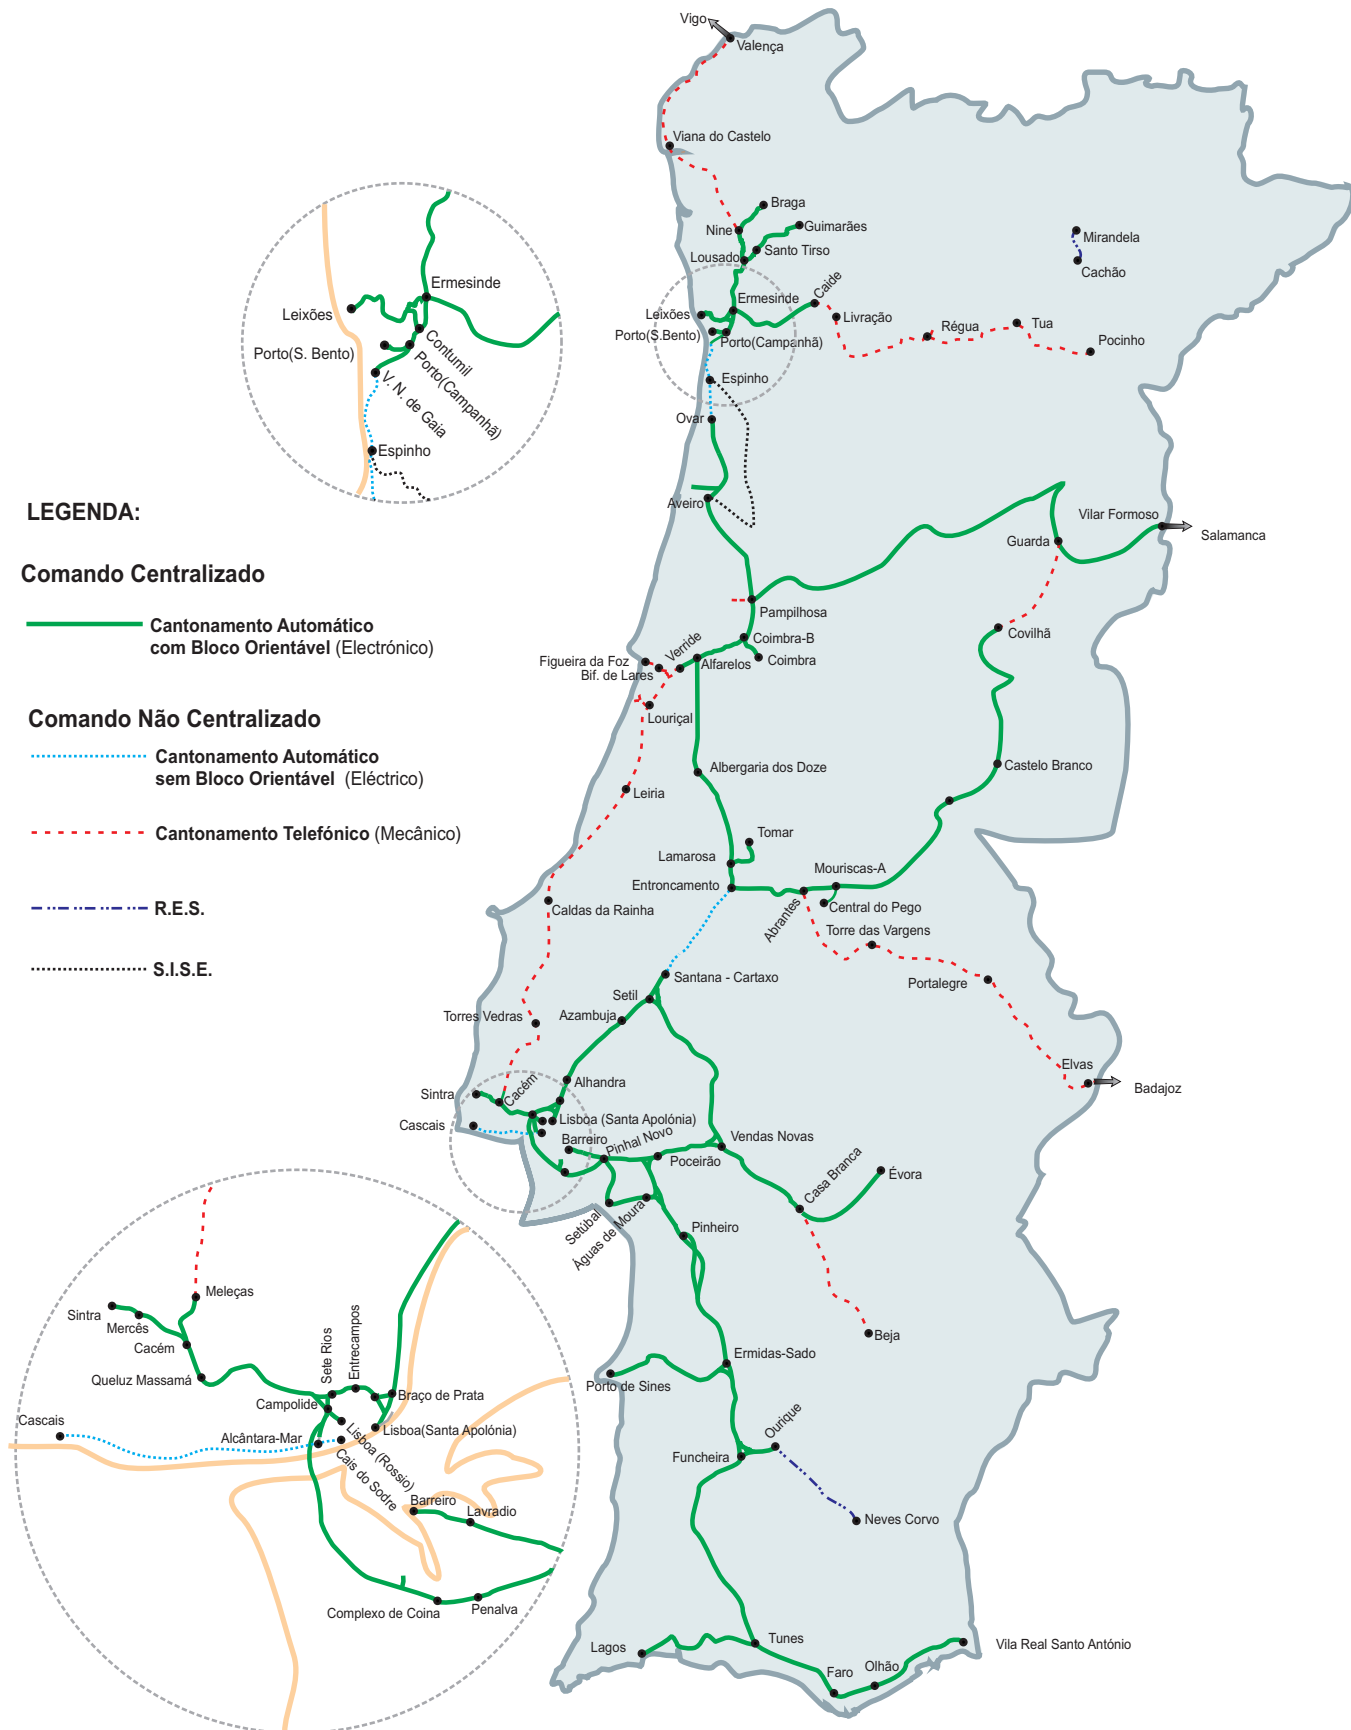 Vigo
Valença
Viana do Castelo
Braga
Guimarães
Nine
Santo Tirso
Lousado
Mirandela
Cachão
Ermesinde
Caide
Leixões
Livração
Régua
Tua
Pocinho
Porto(S.Bento)
Porto(Campanhã)
Espinho
Ovar
Aveiro
Vilar Formoso
Salamanca
Guarda
Pampilhosa
Covilhã
Coimbra-B
Coimbra
Verride
Alfarelos
Figueira da Foz
Bif. de Lares
Louriçal
Albergaria dos Doze
Castelo Branco
Leiria
Tomar
Lamarosa
Entroncamento
Mouriscas-A
Abrantes
Central do Pego
Torre das Vargens
Caldas da Rainha
Portalegre
Santana - Cartaxo
Setil
Azambuja
Torres Vedras
Elvas
Badajoz
Alhandra
Sintra
Cacém
Cascais
Lisboa (Santa Apolónia)
Barreiro
Pinhal Novo
Poceirão
Vendas Novas
Casa Branca
Évora
Setúbal
Àguas de Moura
Pinheiro
Beja
Ermidas-Sado
Porto de Sines
Ourique
Funcheira
Neves Corvo
Lagos
Tunes
Faro
Olhão
Vila Real Santo António
Ermesinde
Leixões
Contumil
Porto(S. Bento)
Porto(Campanhã)
V. N. de Gaia
Espinho
LEGENDA:
Comando Centralizado
Cantonamento Automático
com Bloco Orientável (Electrónico)
Comando Não Centralizado
Cantonamento Automático
sem Bloco Orientável (Eléctrico)
Cantonamento Telefónico (Mecânico)
R.E.S.
S.I.S.E.
Meleças
Sintra
Mercês
Cacém
Queluz Massamá
Sete Rios
Entrecampos
Campolide
Braço de Prata
Cascais
Alcântara-Mar
Lisboa(Santa Apolónia)
Lisboa (Rossio)
Cais do Sodre
Barreiro
Lavradio
Complexo de Coina
Penalva